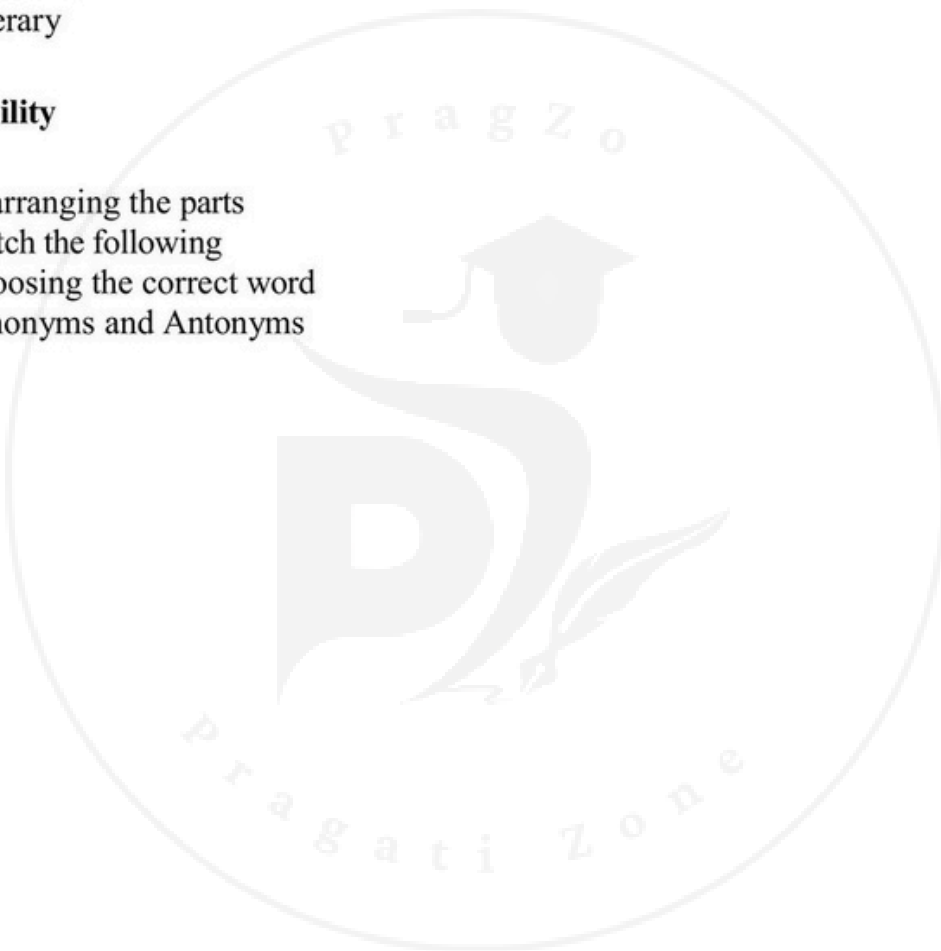 erary
ility
arranging the parts
tch the following
oosing the correct word
nonyms and Antonyms
PragZo
Pragati Zone